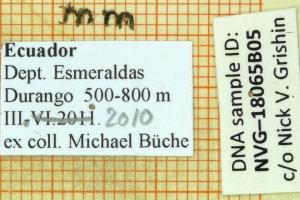 mm
Ecuador
Dept. Esmeraldas
Durango 500-800 m
III.-VI.2011. 2010
ex coll. Michael Büche
DNA sample ID:
NVG-18065B05
c/o Nick V. Grishin